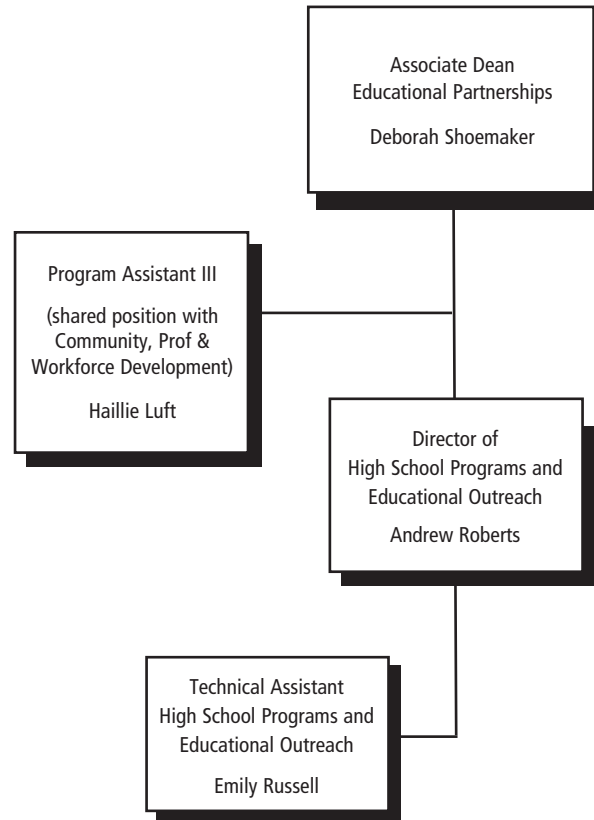 Associate Dean
Educational Partnerships
Deborah Shoemaker
Program Assistant III
(shared position with
Community, Prof &
Workforce Development)
Haillie Luft
Director of
High School Programs and
Educational Outreach
Andrew Roberts
Technical Assistant
High School Programs and
Educational Outreach
Emily Russell